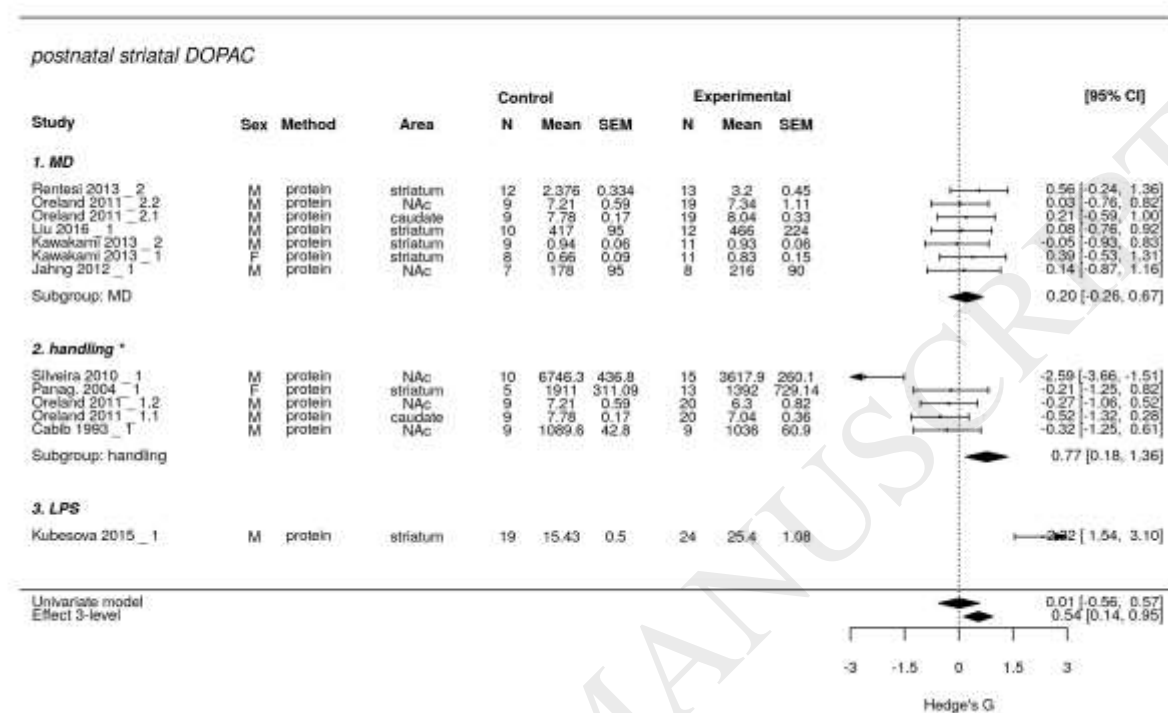 postnatal striatal DOPAC
Control Experimental [95% CI]
Study Sex Method Area N Mean SEM N Mean SEM
1. MD
Rentesi 2013 _ 2 M protein striatum 12 2.376 0.334 13 3.2 0.45 0.56 [-0.24, 1.36]
Oreland 2011 _ 2.2 M protein NAc 9 7.21 0.59 19 7.34 1.11 0.03 [-0.76, 0.82]
Oreland 2011 _ 2.1 M protein caudate 9 7.78 0.17 19 8.04 0.33 0.21 [-0.59, 1.00]
Liu 2016 _ 1 M protein striatum 10 417 95 12 466 224 0.08 [-0.76, 0.92]
Kawakami 2013 _ 2 M protein striatum 9 0.94 0.06 11 0.93 0.06 -0.05 [-0.93, 0.83]
Kawakami 2013 _ 1 F protein striatum 8 0.66 0.09 11 0.83 0.15 0.39 [-0.53, 1.31]
Jahng 2012 _ 1 M protein NAc 7 178 95 8 216 90 0.14 [-0.87, 1.16]
Subgroup: MD 0.20 [-0.26, 0.67]
2. handling *
Silveira 2010 _ 1 M protein NAc 10 6746.3 436.8 15 3617.9 260.1 -2.59 [-3.66, -1.51]
Panag. 2004 _ 1 F protein striatum 5 1911 311.09 13 1392 729.14 -0.21 [-1.25, 0.82]
Oreland 2011 _ 1.2 M protein NAc 9 7.21 0.59 20 6.3 0.82 -0.27 [-1.06, 0.52]
Oreland 2011 _ 1.1 M protein caudate 9 7.78 0.17 20 7.04 0.36 -0.52 [-1.32, 0.28]
Cabib 1993 _ 1 M protein NAc 9 1089.6 42.8 9 1036 60.9 -0.32 [-1.25, 0.61]
Subgroup: handling 0.77 [0.18, 1.36]
3. LPS
Kubesova 2015 _ 1 M protein striatum 19 15.43 0.5 24 25.4 1.08 2.32 [ 1.54, 3.10]
Univariate model 0.01 [-0.56, 0.57]
Effect 3-level 0.54 [0.14, 0.95]
-3 -1.5 0 1.5 3
Hedge's G
MANUSCRIPT